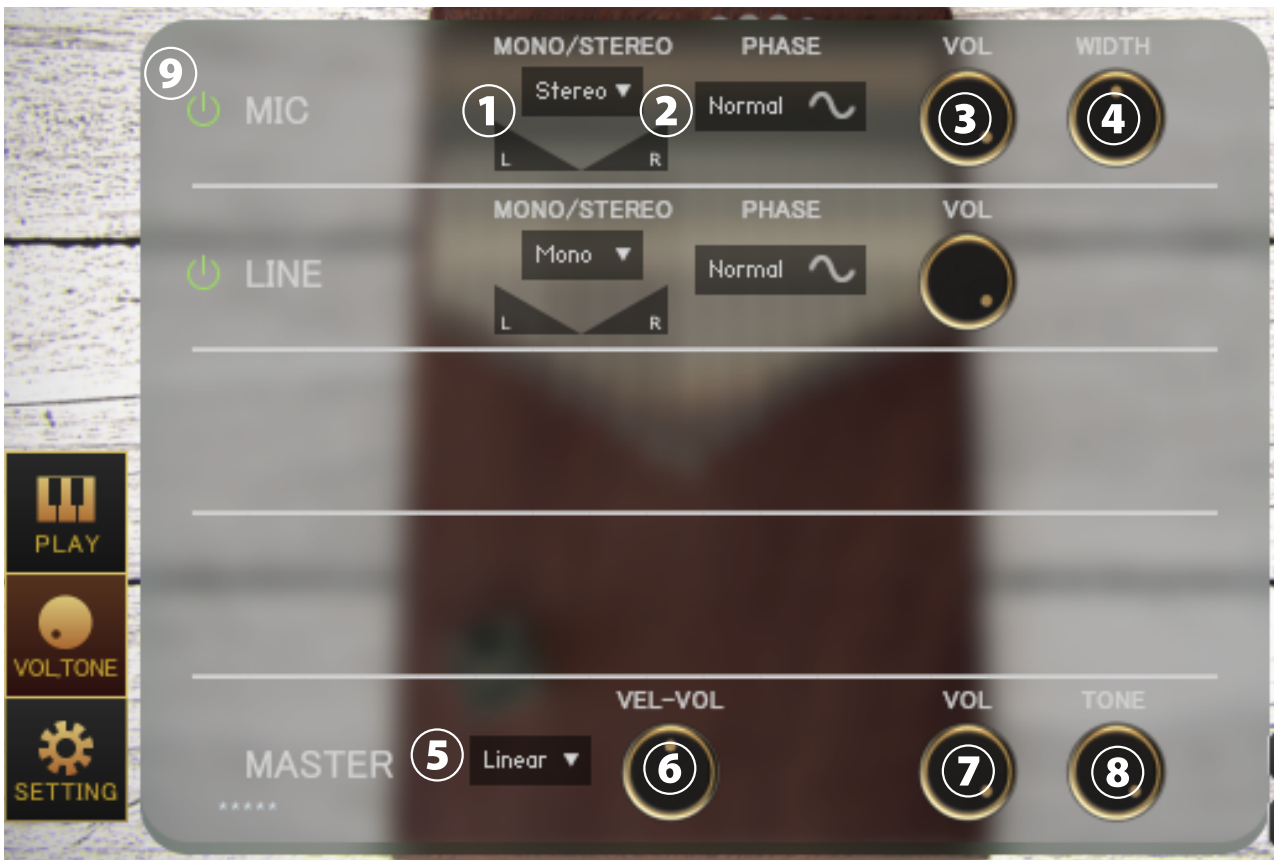 MONO/STEREO PHASE VOL WIDTH
9 MIC 1 Stereo ▼ 2 Normal 3 4
L R
MONO/STEREO PHASE VOL
LINE Mono ▼ Normal
L R
PLAY
VOL,TONE
SETTING
VEL-VOL VOL TONE
MASTER 5 Linear ▼ 6 7 8
*****